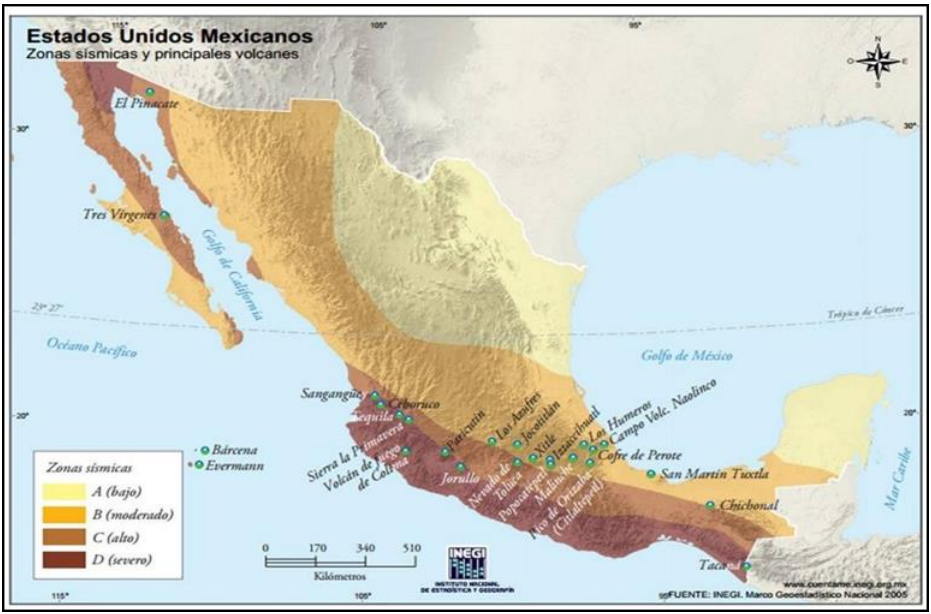 115°
105°
95°
Estados Unidos Mexicanos
Zonas sísmicas y principales volcanes
N
O
E
S
El Pinacate
30°
30°
Tres Vírgenes
Golfo de California
23° 27'
Trópico de Cáncer
Océano Pacífico
Golfo de México
Sangangüey
Ceboruco
Tequila
Sierra la Primavera
Volcán de Fuego
de Colima
Paricutín
Jorullo
Los Azufres
Jocotitlán
Xitle
Iztaccíhuatl
Los Humeros
Campo Volc. Naolinco
Cofre de Perote
Nevado de
Toluca
Popocatépetl
Malinche
Pico de Orizaba
(Citlaltépetl)
San Martín Tuxtla
Chichonal
Tacaná
20°
20°
Mar Caribe
Bárcena
Evermann
Zonas sísmicas
A (bajo)
B (moderado)
C (alto)
D (severo)
0
170
340
510
Kilómetros
INEGI
INSTITUTO NACIONAL
DE ESTADÍSTICA Y GEOGRAFÍA
www.cuentame.inegi.org.mx
FUENTE: INEGI. Marco Geoestadístico Nacional 2005
115°
105°
95°